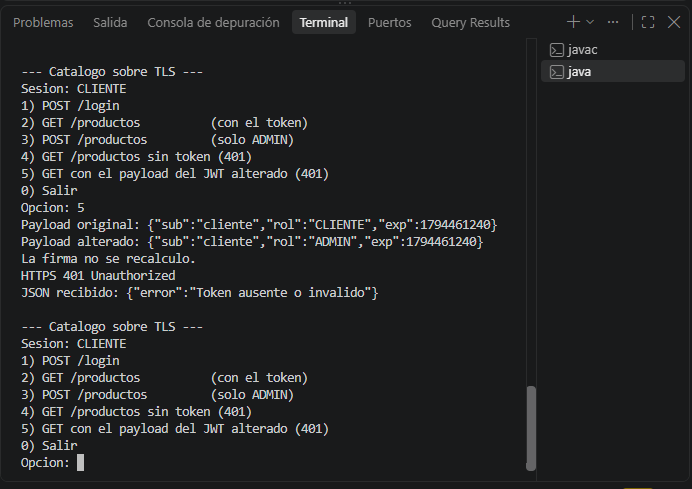 Problemas Salida Consola de depuración Terminal Puertos Query Results
javac
java
--- Catalogo sobre TLS ---
Sesion: CLIENTE
1) POST /login
2) GET /productos (con el token)
3) POST /productos (solo ADMIN)
4) GET /productos sin token (401)
5) GET con el payload del JWT alterado (401)
0) Salir
Opcion: 5
Payload original: {"sub":"cliente","rol":"CLIENTE","exp":1794461240}
Payload alterado: {"sub":"cliente","rol":"ADMIN","exp":1794461240}
La firma no se recalculo.
HTTPS 401 Unauthorized
JSON recibido: {"error":"Token ausente o invalido"}
--- Catalogo sobre TLS ---
Sesion: CLIENTE
1) POST /login
2) GET /productos (con el token)
3) POST /productos (solo ADMIN)
4) GET /productos sin token (401)
5) GET con el payload del JWT alterado (401)
0) Salir
Opcion: